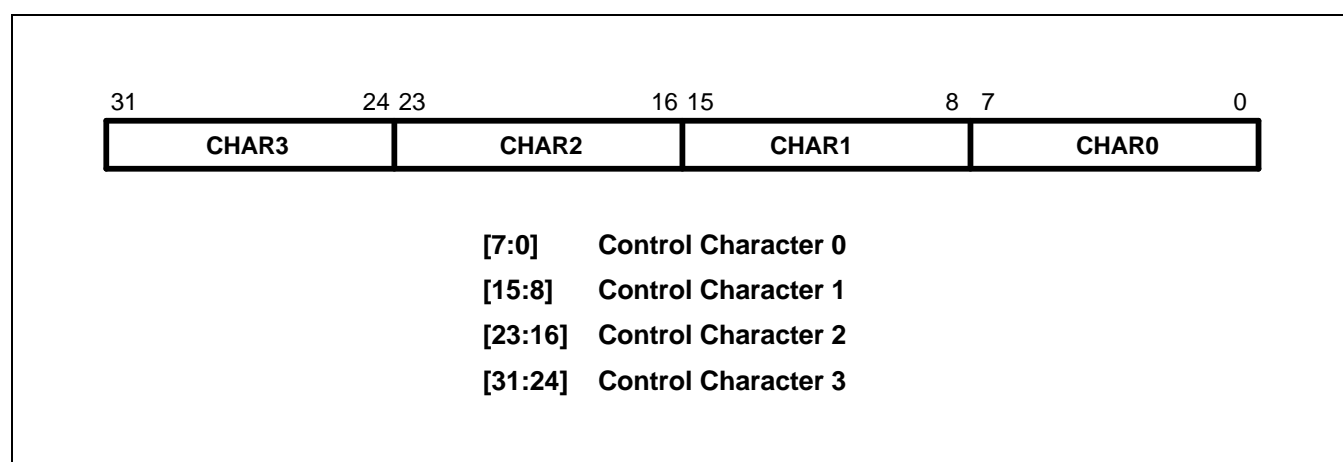 31 24 23 16 15 8 7 0
CHAR3 CHAR2 CHAR1 CHAR0
[7:0] Control Character 0
[15:8] Control Character 1
[23:16] Control Character 2
[31:24] Control Character 3